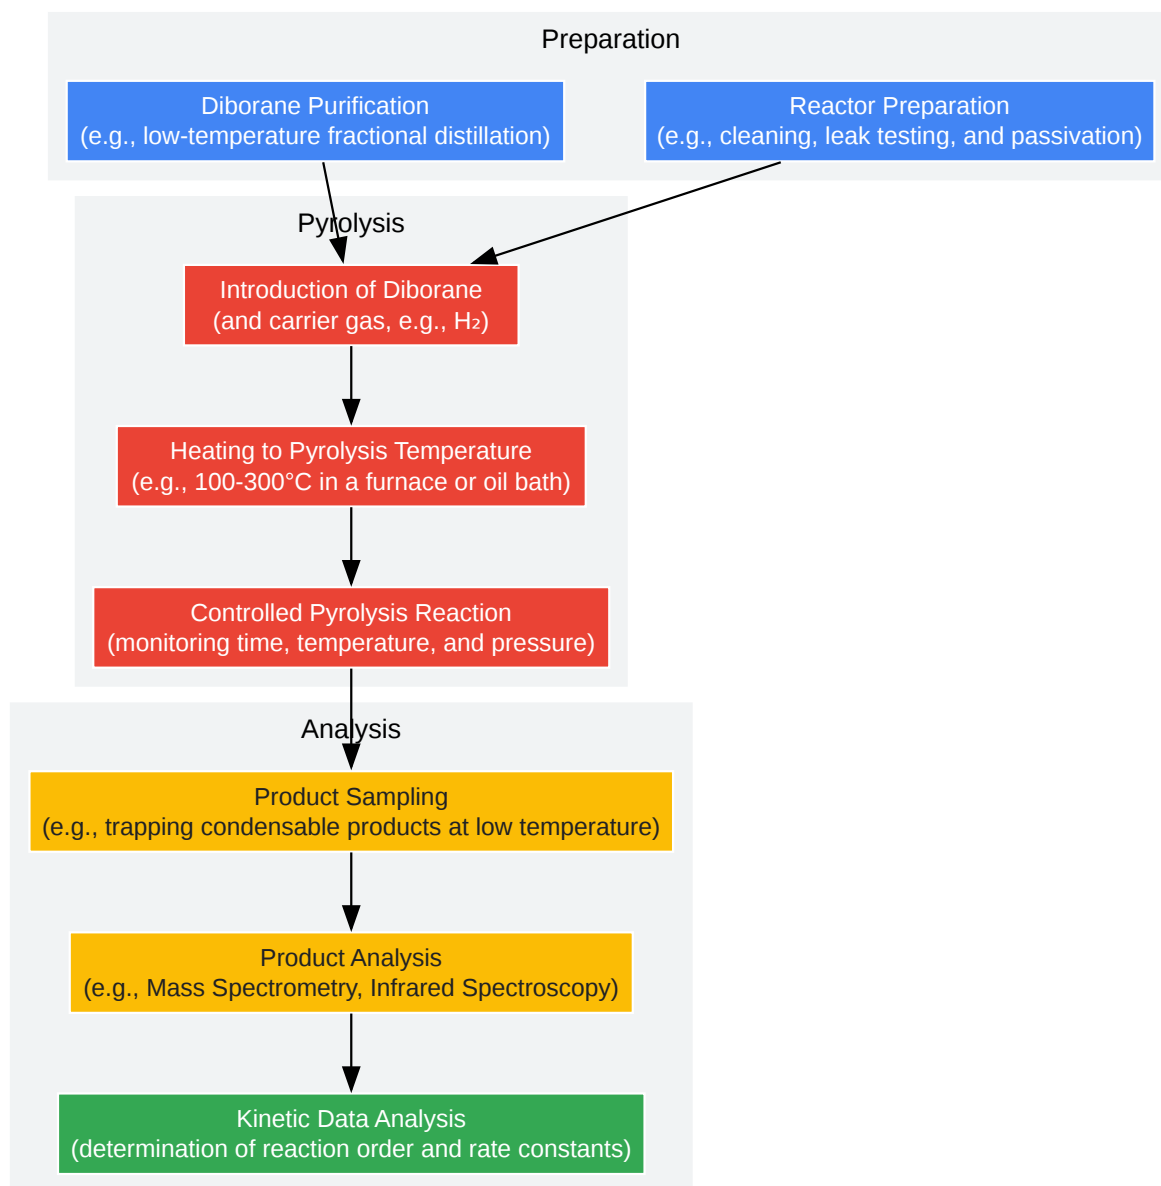 Preparation
Diborane Purification
(e.g., low-temperature fractional distillation)
Reactor Preparation
(e.g., cleaning, leak testing, and passivation)
Pyrolysis
Introduction of Diborane
(and carrier gas, e.g., H₂)
Heating to Pyrolysis Temperature
(e.g., 100-300°C in a furnace or oil bath)
Controlled Pyrolysis Reaction
(monitoring time, temperature, and pressure)
Analysis
Product Sampling
(e.g., trapping condensable products at low temperature)
Product Analysis
(e.g., Mass Spectrometry, Infrared Spectroscopy)
Kinetic Data Analysis
(determination of reaction order and rate constants)